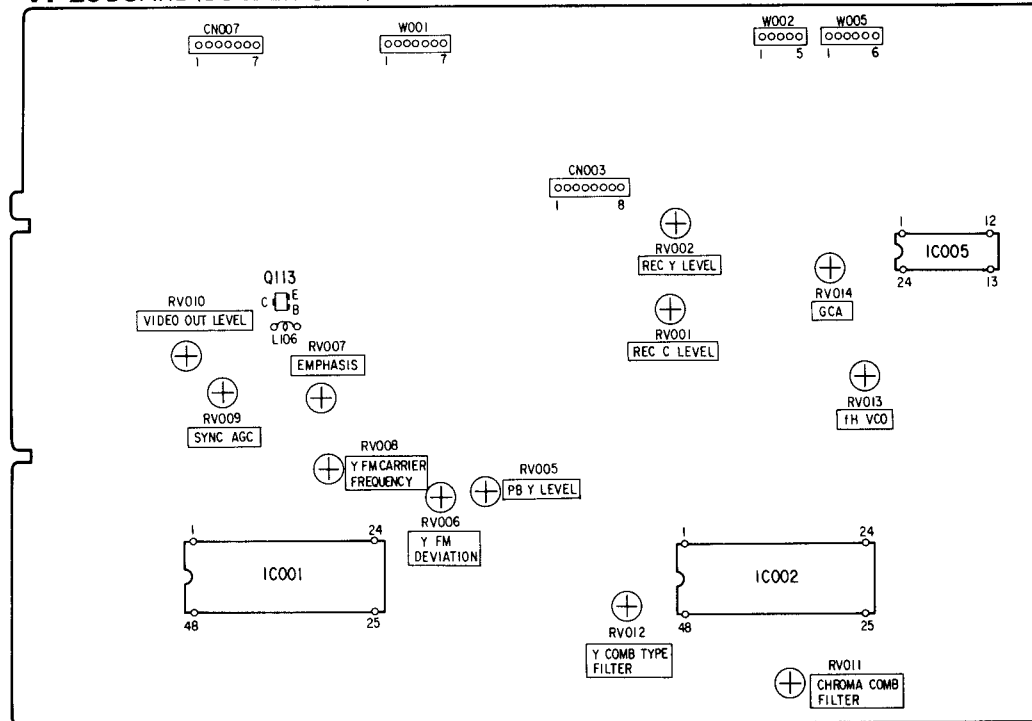 CN007
1 7
W001
1 7
W002
1 5
W005
1 6
CN003
1 8
RV002
REC Y LEVEL
RV001
REC C LEVEL
1 12
IC005
24 13
RV014
GCA
RV013
fH VCO
Q113
C E
B
L106
RV010
VIDEO OUT LEVEL
RV007
EMPHASIS
RV009
SYNC AGC
RV008
Y FM CARRIER
FREQUENCY
RV005
PB Y LEVEL
RV006
Y FM
DEVIATION
1 24
IC001
48 25
1 24
IC002
48 25
RV012
Y COMB TYPE
FILTER
RV011
CHROMA COMB
FILTER